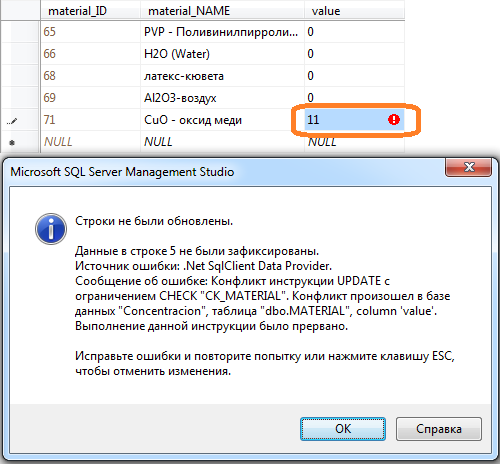 material_ID material_NAME value
65 PVP - Поливинилпирроли... 0
66 H2O (Water) 0
68 латекс-кювета 0
69 Al2O3-воздух 0
71 CuO - оксид меди 11
NULL NULL NULL
Microsoft SQL Server Management Studio
Строки не были обновлены.
Данные в строке 5 не были зафиксированы.
Источник ошибки: .Net SqlClient Data Provider.
Сообщение об ошибке: Конфликт инструкции UPDATE с
ограничением CHECK "CK_MATERIAL". Конфликт произошел в базе
данных "Concentracion", таблица "dbo.MATERIAL", column 'value'.
Выполнение данной инструкции было прервано.
Исправьте ошибки и повторите попытку или нажмите клавишу ESC,
чтобы отменить изменения.
OK Справка